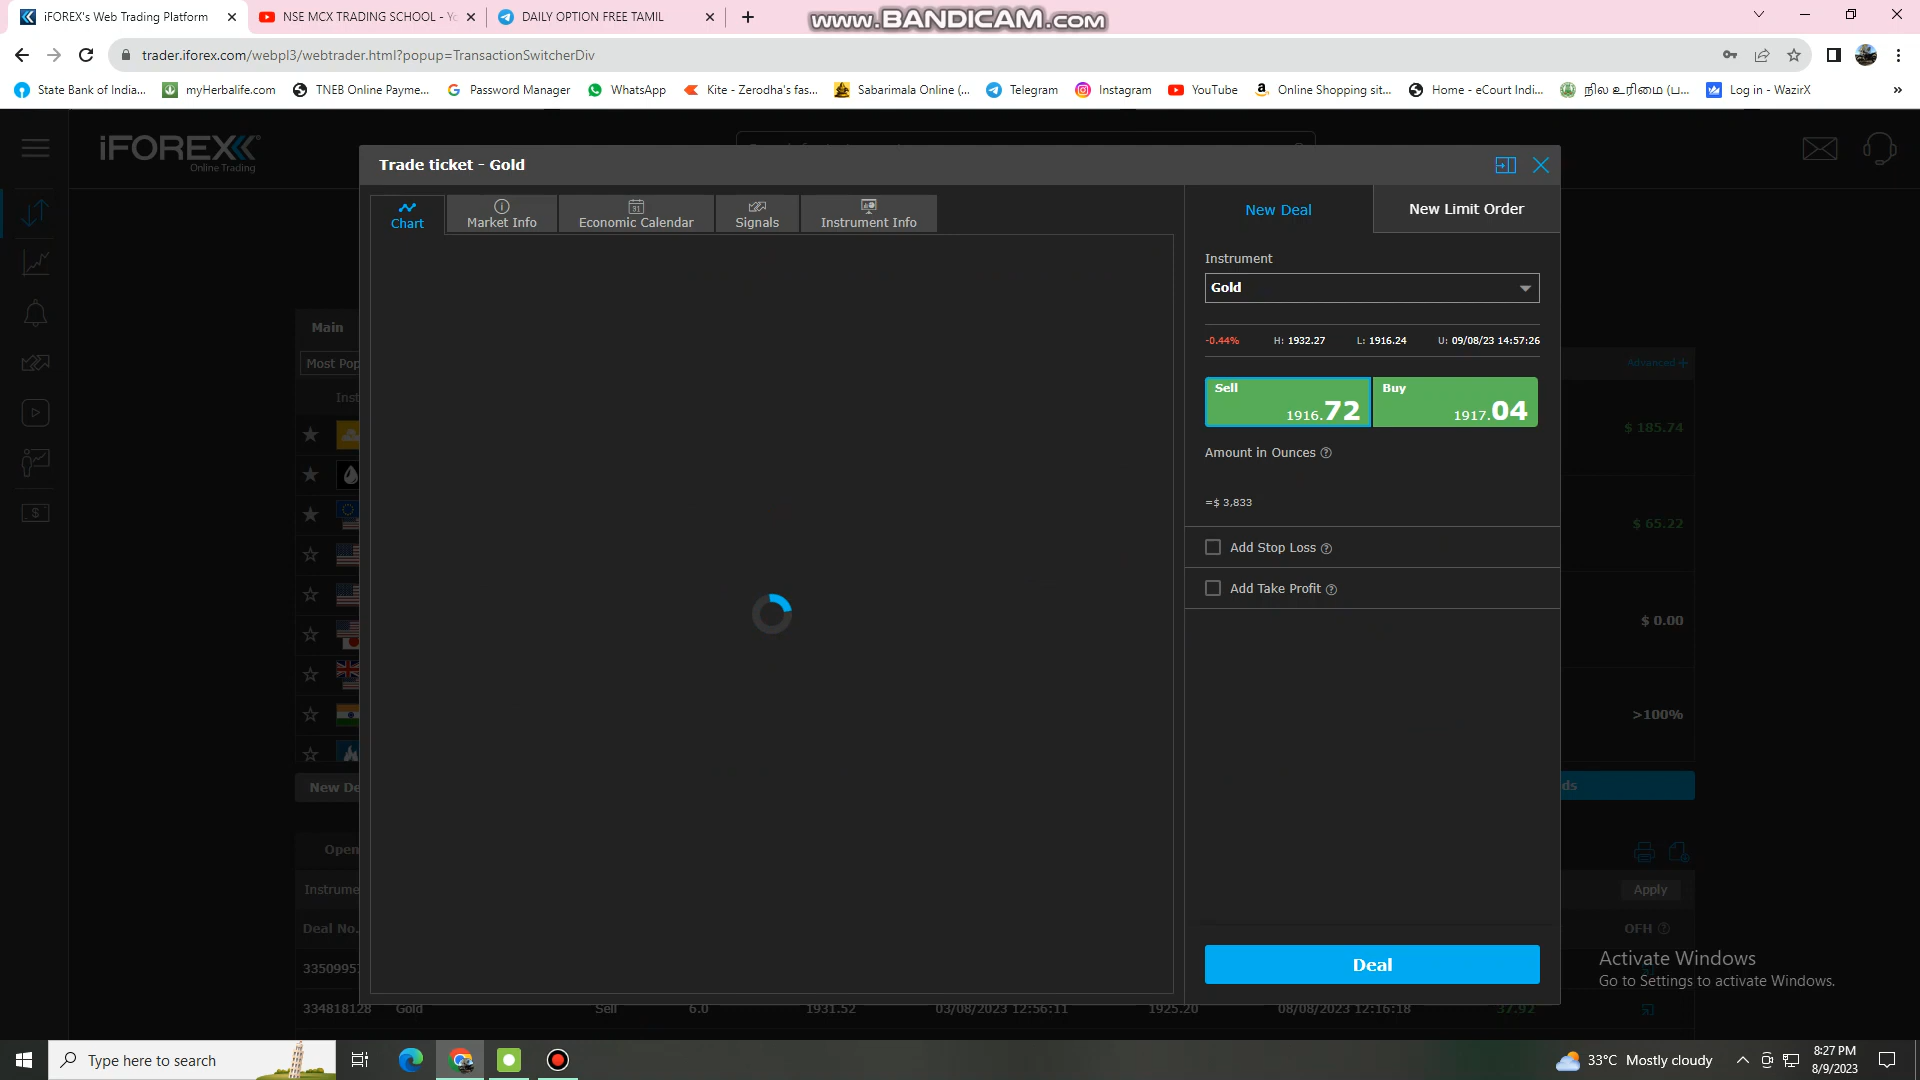 iFOREX's Web Trading Platform
NSE MCX TRADING SCHOOL - Yo
DAILY OPTION FREE TAMIL
www.BANDICAM.com
trader.iforex.com/webpl3/webtrader.html?popup=TransactionSwitcherDiv
State Bank of India... myHerbalife.com TNEB Online Payme... Password Manager WhatsApp Kite - Zerodha's fas... Sabarimala Online (... Telegram Instagram YouTube Online Shopping sit... Home - eCourt Indi... நில உரிமை (ப... Log in - WazirX »
iFOREX
Online Trading
Trade ticket - Gold
Chart
Market Info
31
Economic Calendar
Signals
Instrument Info
New Deal
New Limit Order
Instrument
Gold
-0.44% H: 1932.27 L: 1916.24 U: 09/08/23 14:57:26
Sell
1916.72
Buy
1917.04
Amount in Ounces
=$ 3,833
Add Stop Loss
Add Take Profit
Deal
Main
Most Pop
Inst
New De
Open
Instrume
Deal No.
3350995
334818128 Gold Sell 6.0 1931.52 03/08/2023 12:56:11 1925.20 08/08/2023 12:16:18 37.92
Advanced +
$ 185.74
$ 65.22
$ 0.00
>100%
ds
Apply
OFH
Activate Windows
Go to Settings to activate Windows.
Type here to search
33°C Mostly cloudy
8:27 PM
8/9/2023